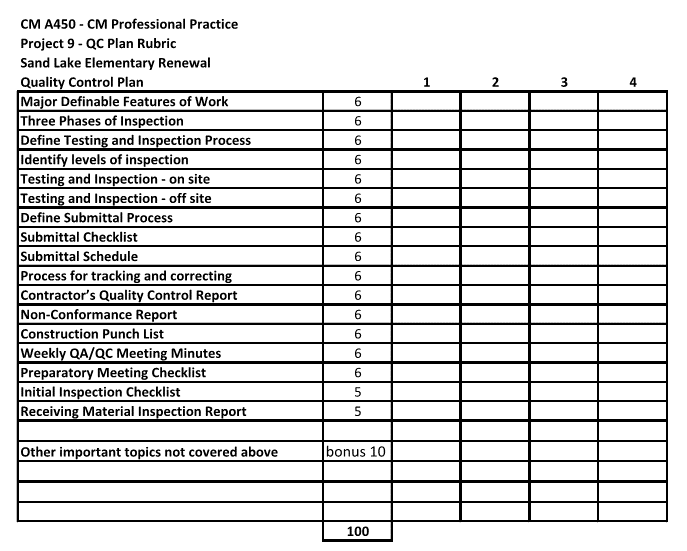 CM A450 - CM Professional Practice
Project 9 - QC Plan Rubric
Sand Lake Elementary Renewal
Quality Control Plan 1 2 3 4
Major Definable Features of Work 6
Three Phases of Inspection 6
Define Testing and Inspection Process 6
Identify levels of inspection 6
Testing and Inspection - on site 6
Testing and Inspection - off site 6
Define Submittal Process 6
Submittal Checklist 6
Submittal Schedule 6
Process for tracking and correcting 6
Contractor’s Quality Control Report 6
Non-Conformance Report 6
Construction Punch List 6
Weekly QA/QC Meeting Minutes 6
Preparatory Meeting Checklist 6
Initial Inspection Checklist 5
Receiving Material Inspection Report 5
Other important topics not covered above bonus 10
100